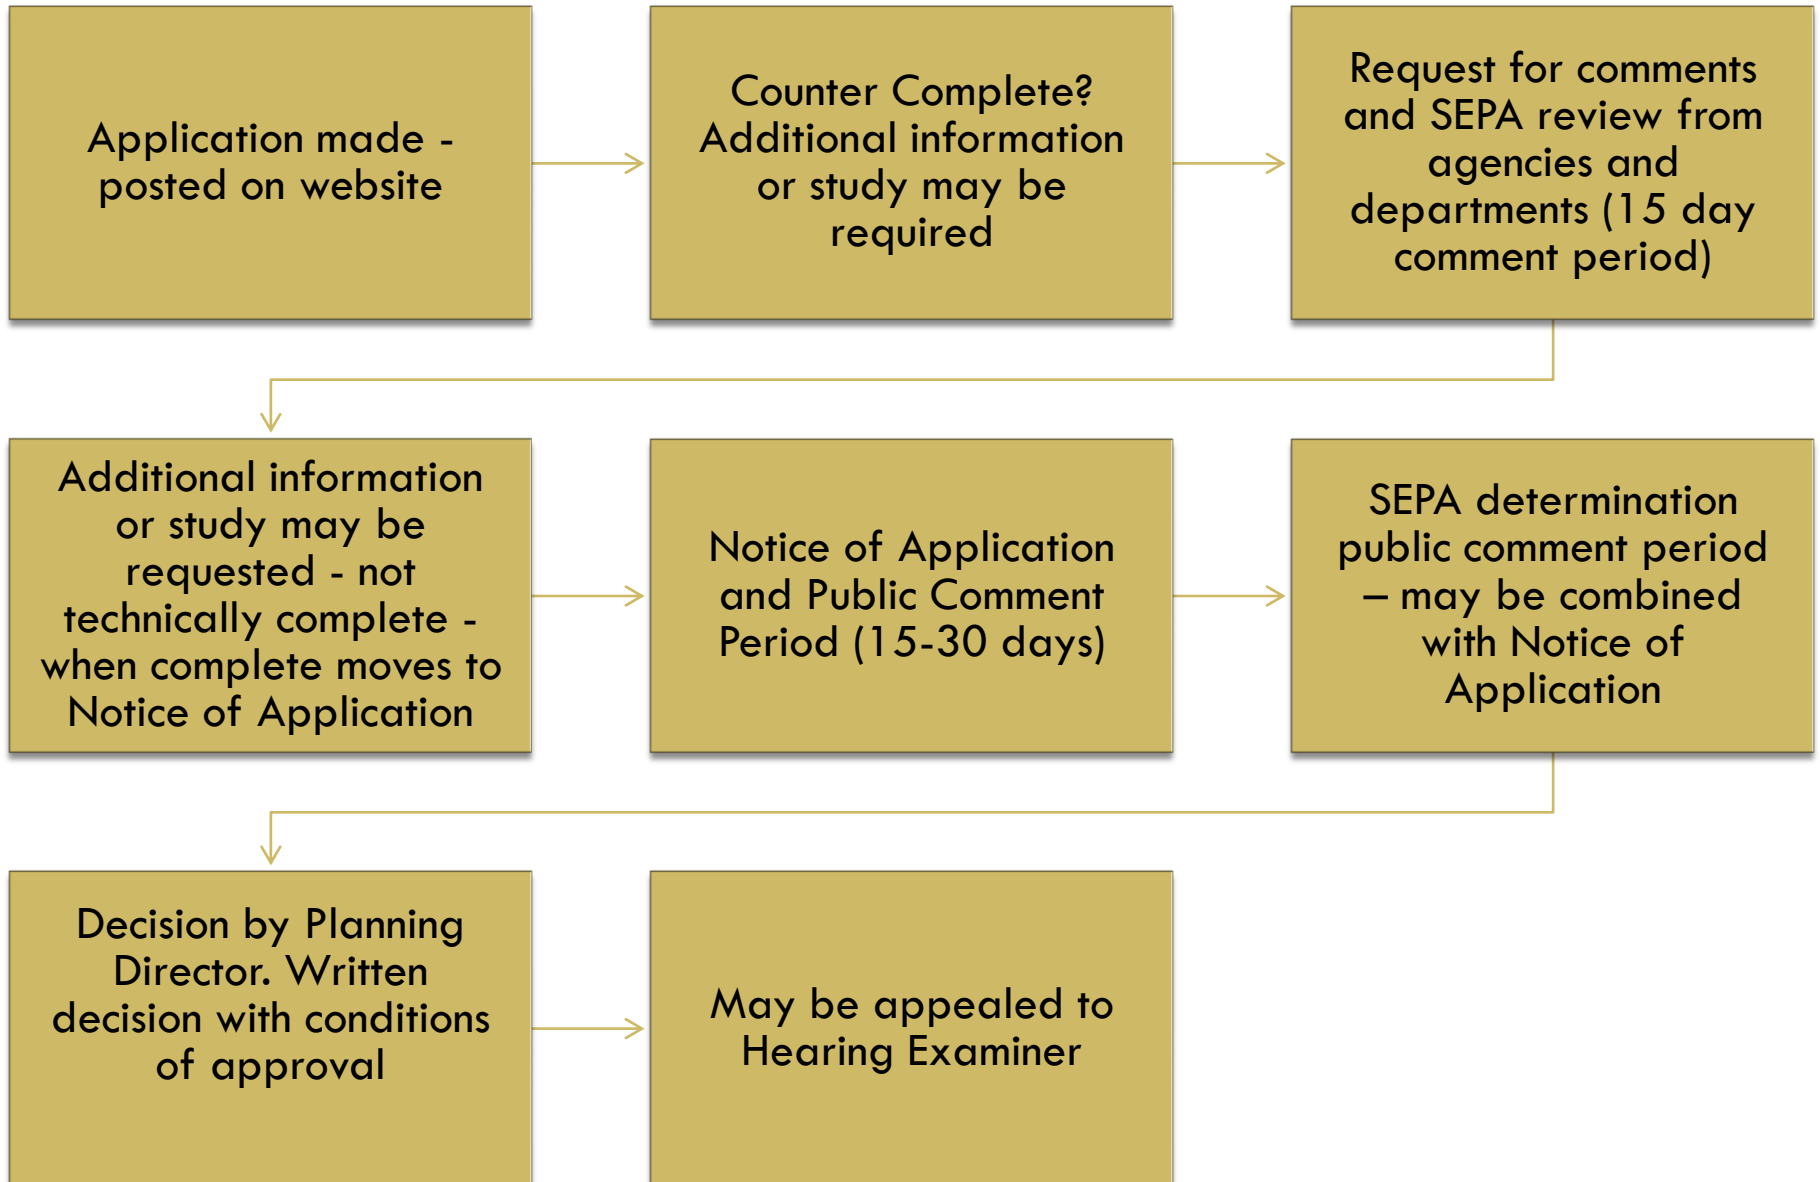 Application made -
posted on website
Counter Complete?
Additional information
or study may be
required
Request for comments
and SEPA review from
agencies and
departments (15 day
comment period)
Additional information
or study may be
requested - not
technically complete -
when complete moves to
Notice of Application
Notice of Application
and Public Comment
Period (15-30 days)
SEPA determination
public comment period
– may be combined
with Notice of
Application
Decision by Planning
Director. Written
decision with conditions
of approval
May be appealed to
Hearing Examiner